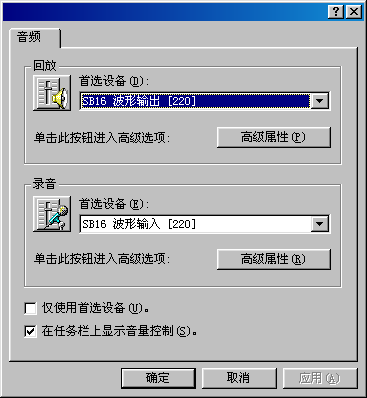 音频
回放
首选设备(D):
SB16 波形输出 [220]
单击此按钮进入高级选项:
高级属性(P)
录音
首选设备(E):
SB16 波形输入 [220]
单击此按钮进入高级选项:
高级属性(R)
仅使用首选设备(U)。
在任务栏上显示音量控制(S)。
确定
取消
应用(A)